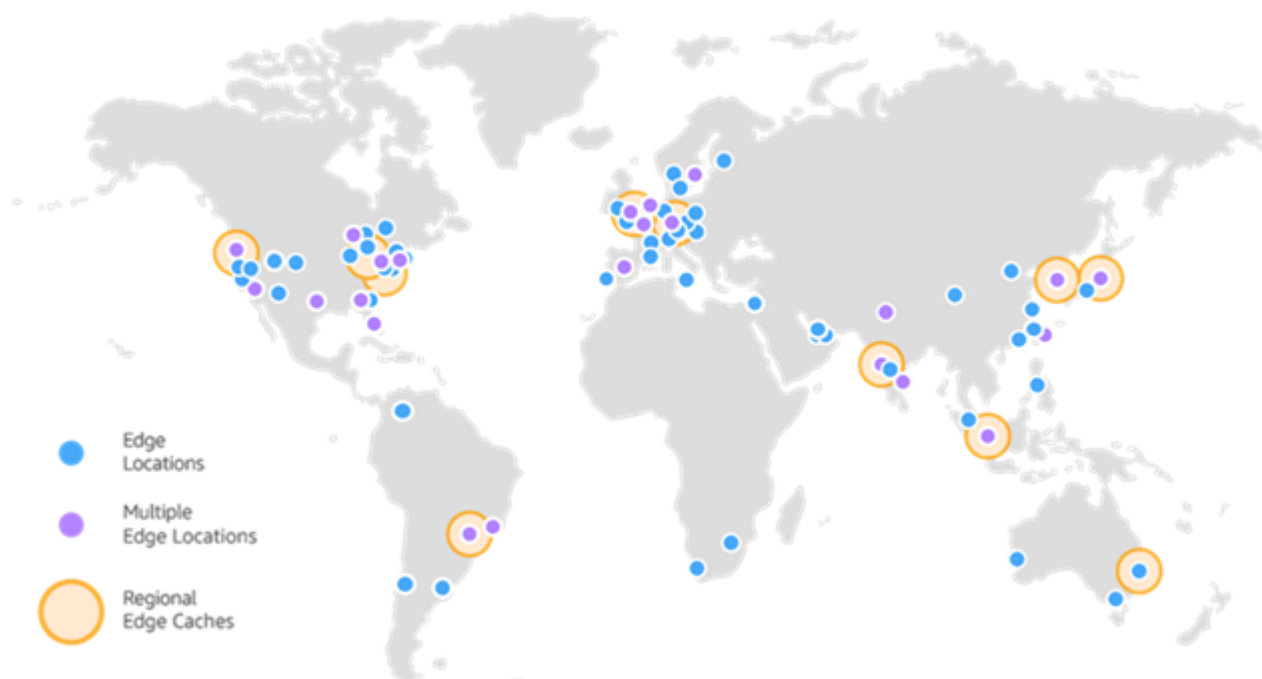 Edge
Locations
Multiple
Edge Locations
Regional
Edge Caches